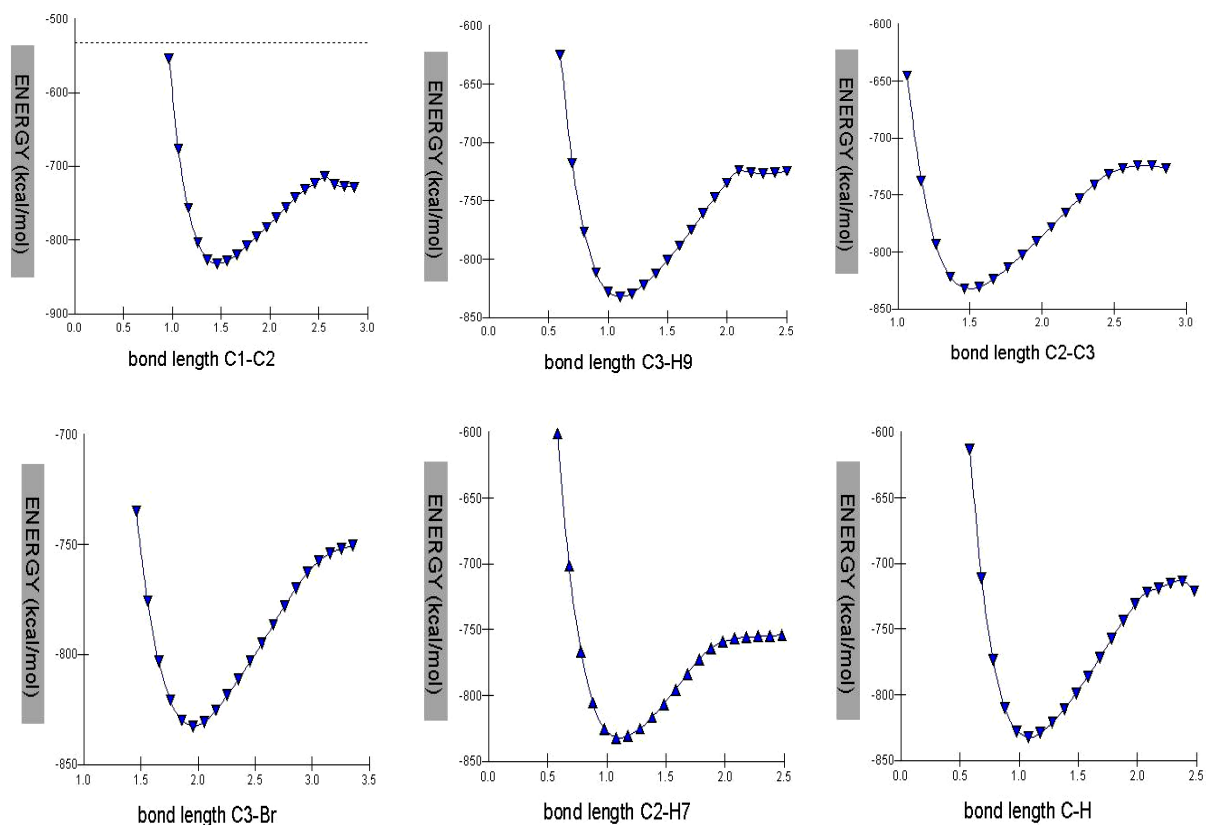 -500
-600
-700
-800
-900
0.0 0.5 1.0 1.5 2.0 2.5 3.0
ENERGY (kcal/mol)
bond length C1-C2
-600
-650
-700
-750
-800
-850
0.0 0.5 1.0 1.5 2.0 2.5
ENERGY (kcal/mol)
bond length C3-H9
-600
-650
-700
-750
-800
-850
1.0 1.5 2.0 2.5 3.0
ENERGY (kcal/mol)
bond length C2-C3
-700
-750
-800
-850
1.0 1.5 2.0 2.5 3.0 3.5
ENERGY (kcal/mol)
bond length C3-Br
-600
-650
-700
-750
-800
-850
0.0 0.5 1.0 1.5 2.0 2.5
ENERGY (kcal/mol)
bond length C2-H7
-600
-650
-700
-750
-800
-850
0.0 0.5 1.0 1.5 2.0 2.5
ENERGY (kcal/mol)
bond length C-H